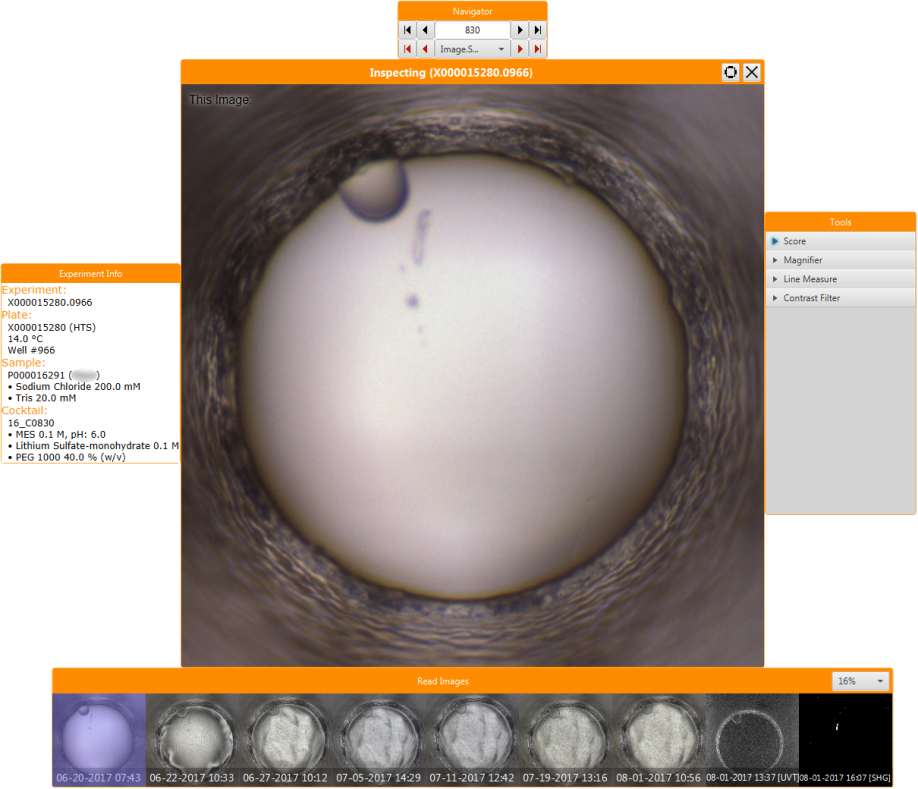 Navigator
830
Image.S...
Inspecting (X000015280.0966)
This Image:
Experiment Info
Experiment:
X000015280.0966
Plate:
X000015280 (HTS)
14.0 °C
Well #966
Sample:
P000016291 ( )
• Sodium Chloride 200.0 mM
• Tris 20.0 mM
Cocktail:
16_C0830
• MES 0.1 M, pH: 6.0
• Lithium Sulfate-monohydrate 0.1 M
• PEG 1000 40.0 % (w/v)
Tools
Score
Magnifier
Line Measure
Contrast Filter
Read Images
16%
06-20-2017 07:43
06-22-2017 10:33
06-27-2017 10:12
07-05-2017 14:29
07-11-2017 12:42
07-19-2017 13:16
08-01-2017 10:56
08-01-2017 13:37 [UVT]
08-01-2017 16:07 [SHG]